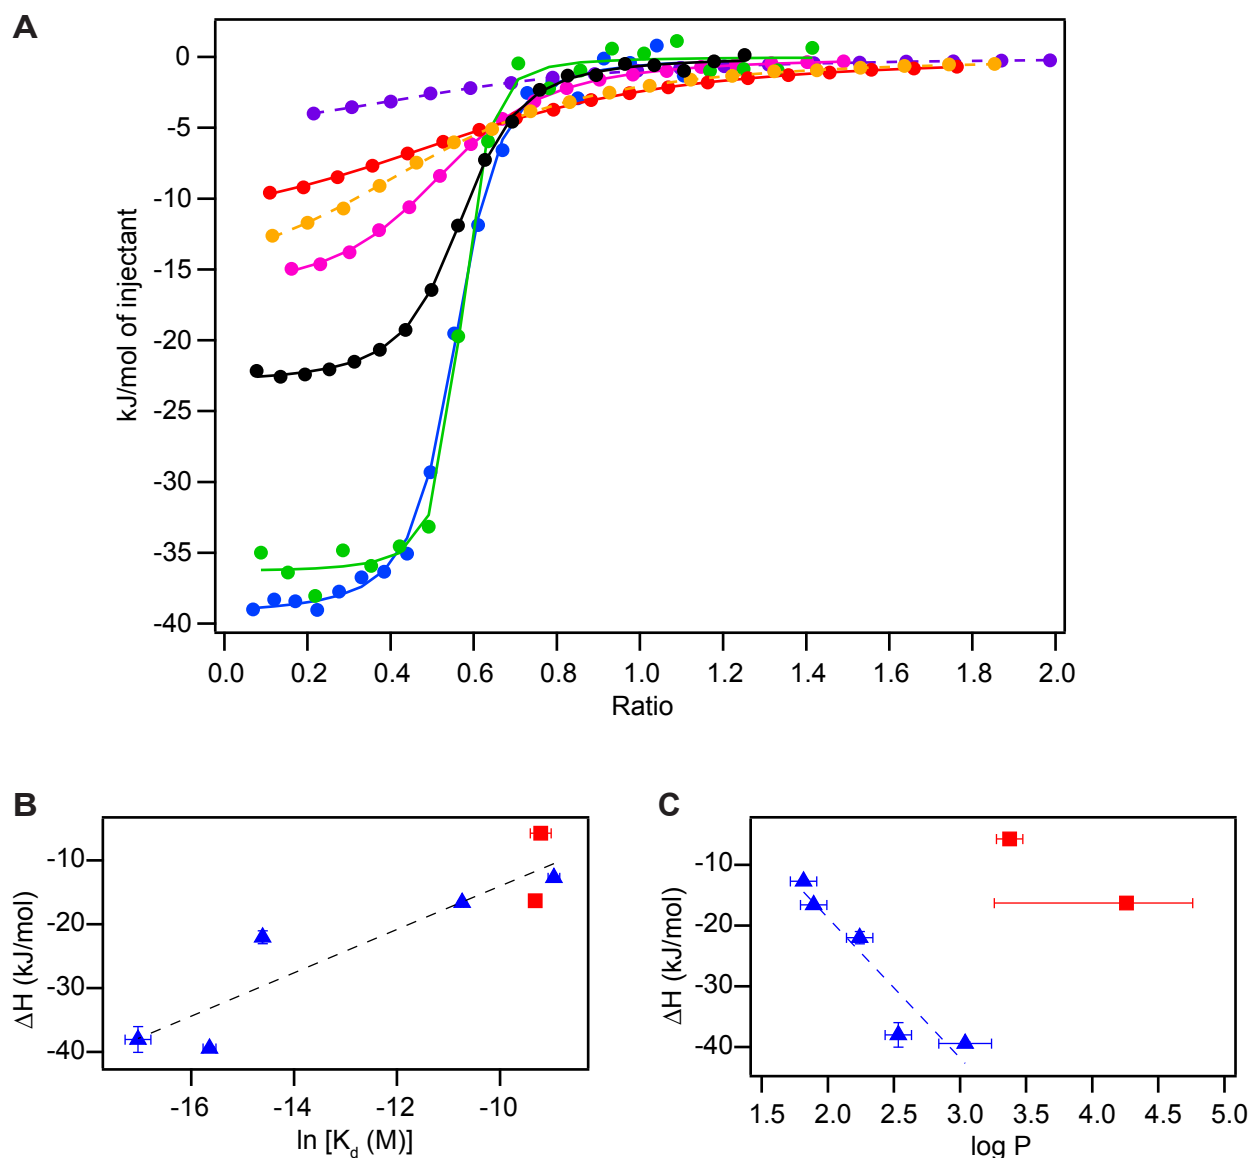 A
0
-5
-10
-15
-20
-25
-30
-35
-40
kJ/mol of injectant
0.0 0.2 0.4 0.6 0.8 1.0 1.2 1.4 1.6 1.8 2.0
Ratio
B
-10
-20
-30
-40
ΔH (kJ/mol)
-16 -14 -12 -10
ln [Kd (M)]
C
-10
-20
-30
-40
ΔH (kJ/mol)
1.5 2.0 2.5 3.0 3.5 4.0 4.5 5.0
log P